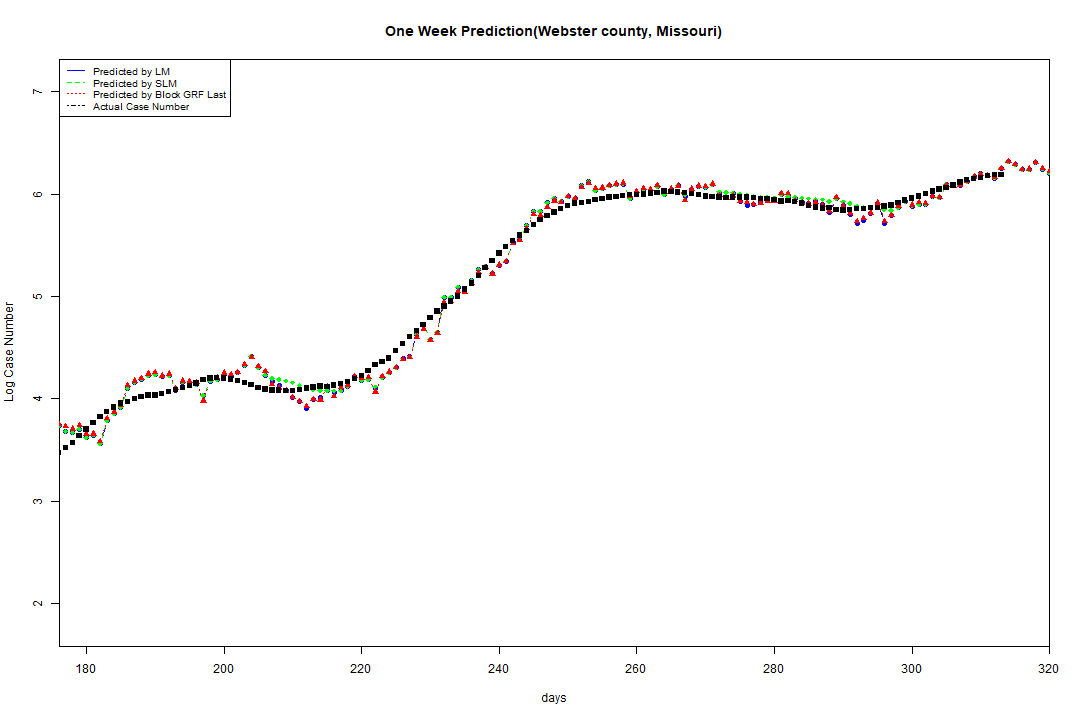 One Week Prediction(Webster county, Missouri)
Predicted by LM
Predicted by SLM
Predicted by Block GRF Last
Actual Case Number
7
6
5
4
3
2
Log Case Number
180 200 220 240 260 280 300 320
days